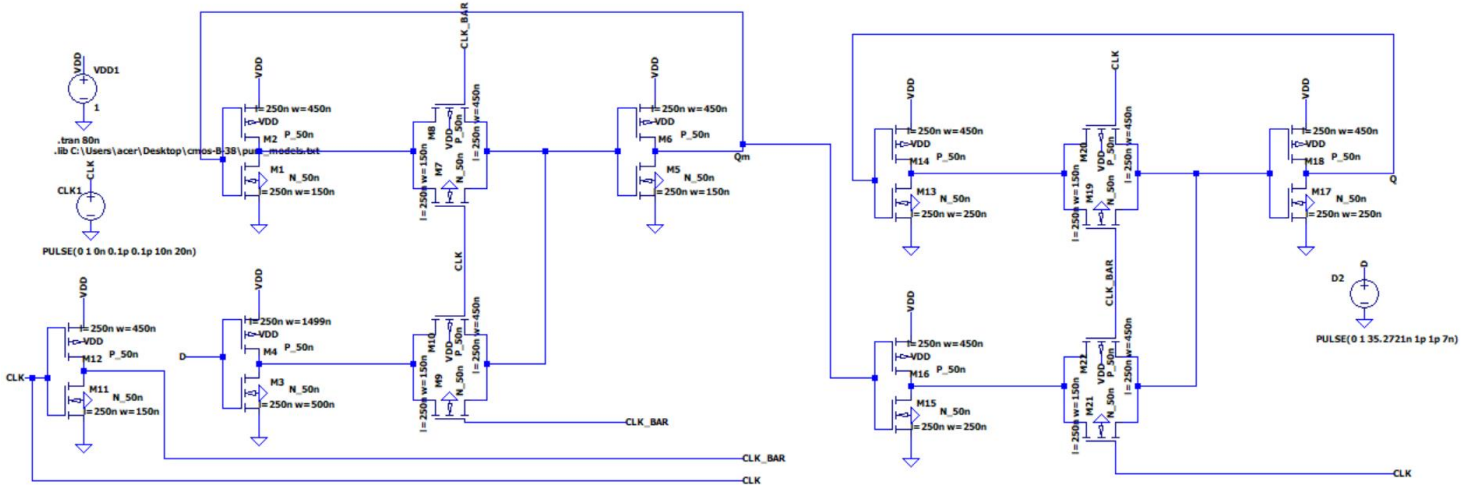 VDD
VDD1
1
.tran 80n
.lib C:\Users\acer\Desktop\cmos-8-38\
CLK
CLK1
PULSE(0 1 0n 0.1p 0.1p 10n 20n)
VDD
l=250n w=450n
VDD
M2
P_50n
M1
N_50n
l=250n w=150n
CLK_BAR
l=250n w=450n
M8
VDD
P_50n
M7
N_50n
l=250n w=150n
VDD
l=250n w=450n
VDD
M6
P_50n
M5
N_50n
l=250n w=150n
Qm
VDD
l=250n w=450n
VDD
M12
P_50n
CLK
M11
N_50n
l=250n w=150n
VDD
l=250n w=1499n
VDD
M4
P_50n
D
M3
N_50n
l=250n w=500n
CLK
l=250n w=450n
M10
VDD
P_50n
M9
N_50n
l=250n w=150n
CLK_BAR
CLK_BAR
CLK
VDD
l=250n w=450n
VDD
M14
P_50n
M13
N_50n
l=250n w=250n
CLK
l=250n w=450n
M20
VDD
P_50n
M19
N_50n
l=250n w=150n
VDD
l=250n w=450n
VDD
M18
P_50n
M17
N_50n
l=250n w=250n
Q
VDD
l=250n w=450n
VDD
M16
P_50n
M15
N_50n
l=250n w=250n
CLK_BAR
l=250n w=450n
M22
VDD
P_50n
M21
N_50n
l=250n w=150n
CLK
D
D2
PULSE(0 1 35.2721n 1p 1p 7n)